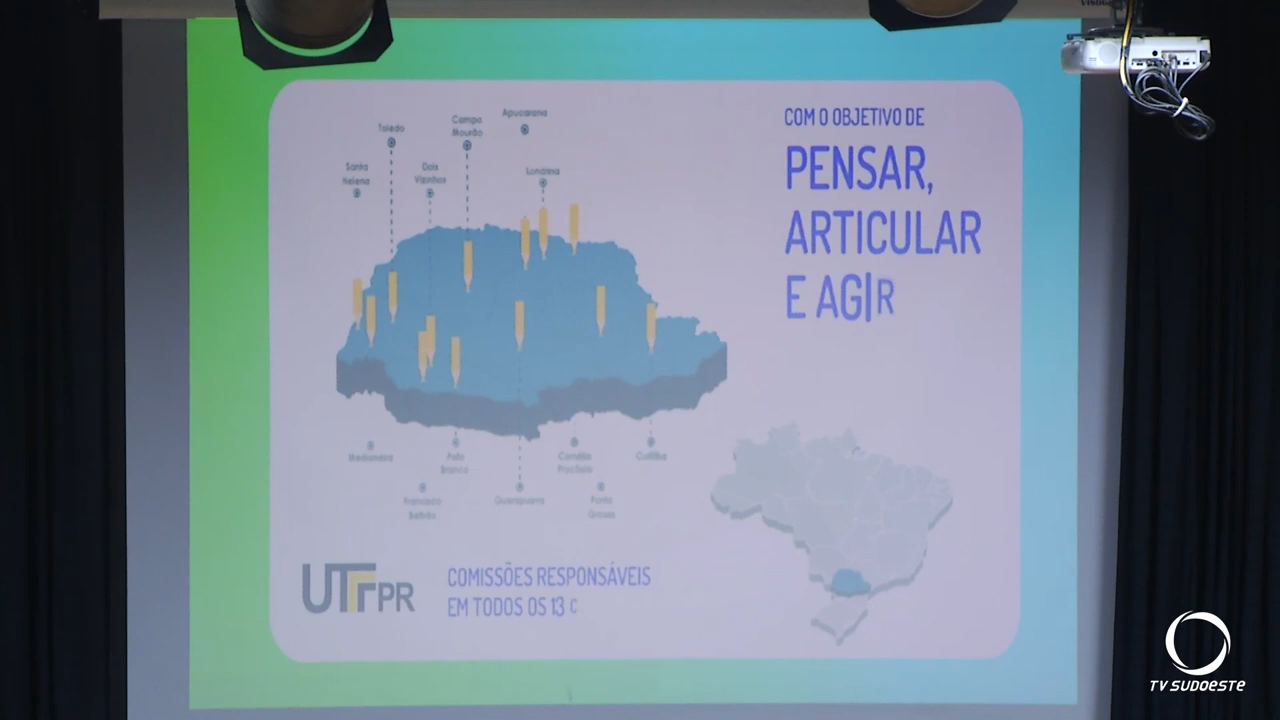 Toledo
Campo
Mourão
Apucarana
Santa
Helena
Dois
Vizinhos
Londrina
COM O OBJETIVO DE
PENSAR,
ARTICULAR
E AGIR
Medianeira
Pato
Branco
Cornélio
Procópio
Curitiba
Francisco
Beltrão
Guarapuava
Ponta
Grossa
UTFPR
COMISSÕES RESPONSÁVEIS
EM TODOS OS 13 C
TV SUDOESTE